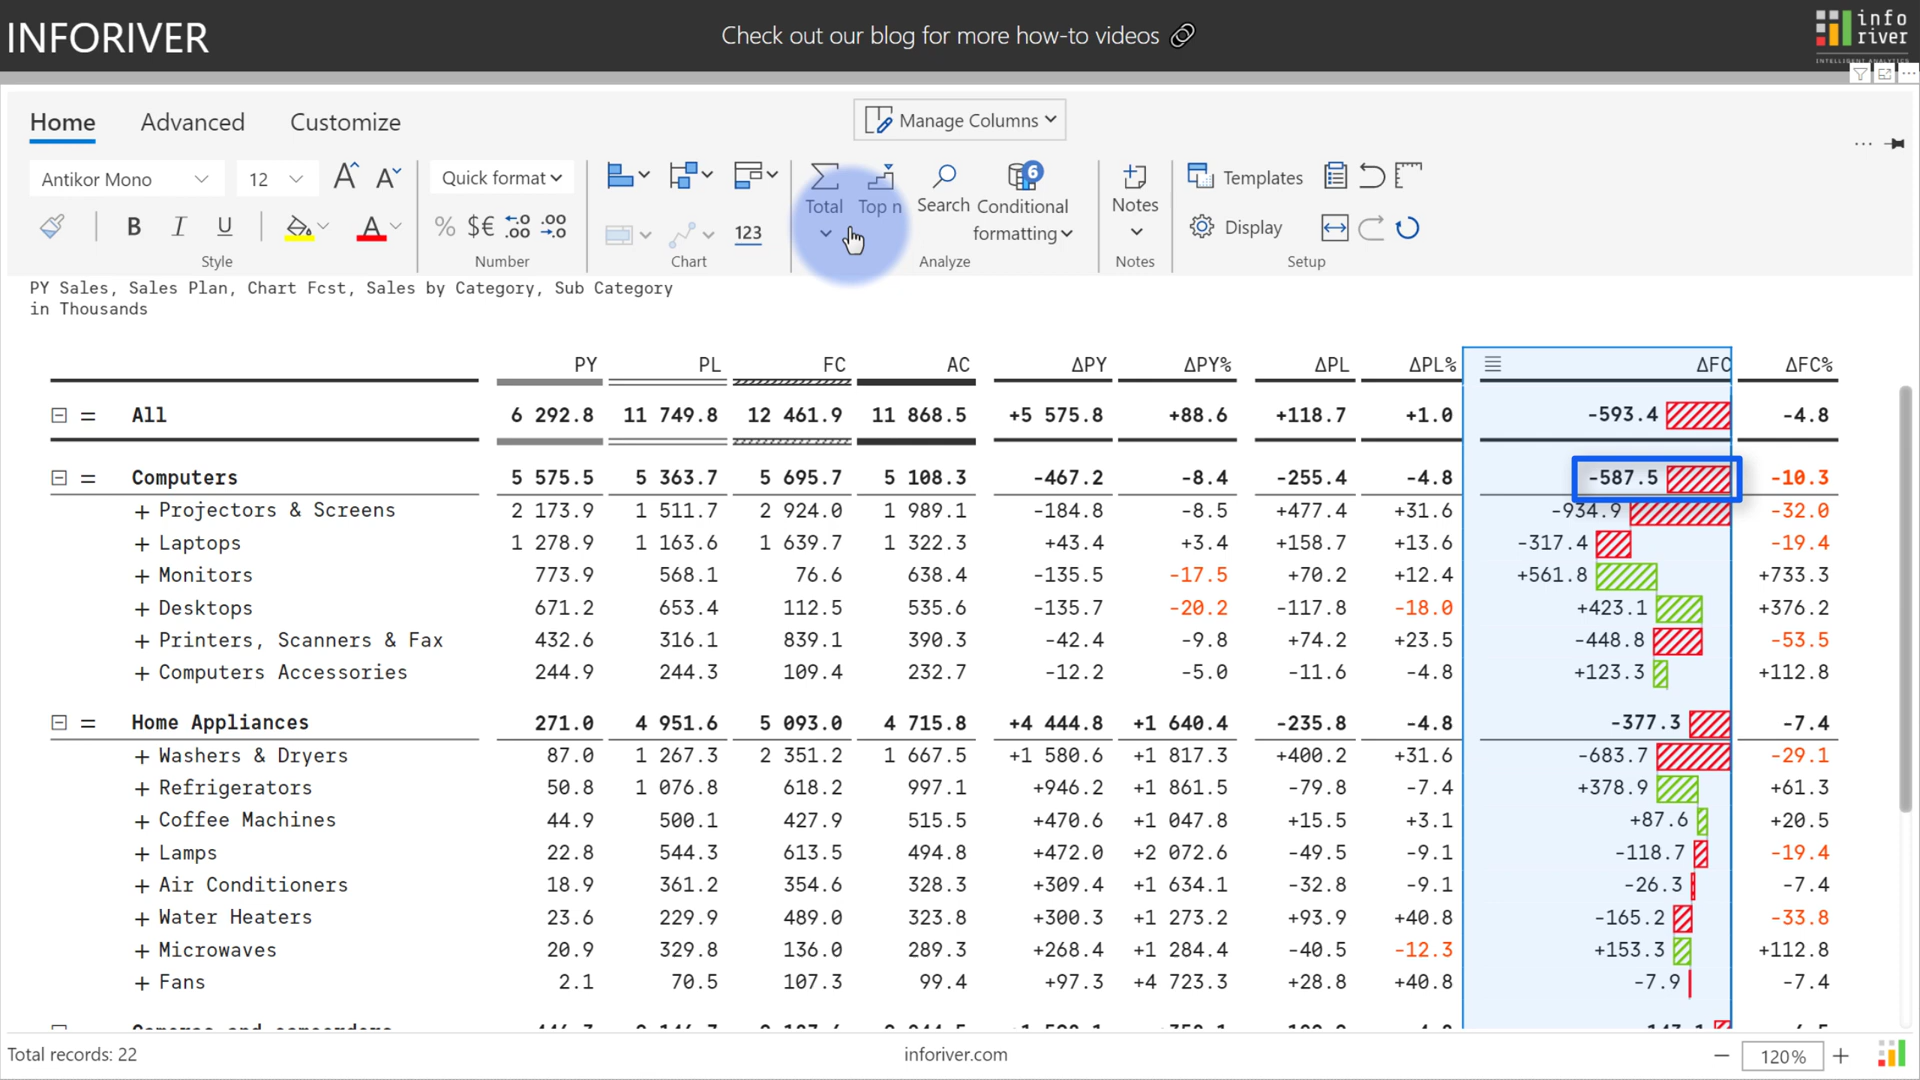 INFORIVER
Check out our blog for more how-to videos
info
river
INTELLIGENT ANALYTICS
Home Advanced Customize
Manage Columns
Antikor Mono 12 Quick format
Total Top n Search Conditional formatting 6
Notes
Templates
B I U A % $€ ←.0 .00 .00 →.0 123
Display
Style Number Chart Analyze Notes Setup
PY Sales, Sales Plan, Chart Fcst, Sales by Category, Sub Category
in Thousands
PY PL FC AC ΔPY ΔPY% ΔPL ΔPL% ΔFC ΔFC%
= All 6 292.8 11 749.8 12 461.9 11 868.5 +5 575.8 +88.6 +118.7 +1.0 -593.4 -4.8
= Computers 5 575.5 5 363.7 5 695.7 5 108.3 -467.2 -8.4 -255.4 -4.8 -587.5 -10.3
+ Projectors & Screens 2 173.9 1 511.7 2 924.0 1 989.1 -184.8 -8.5 +477.4 +31.6 -934.9 -32.0
+ Laptops 1 278.9 1 163.6 1 639.7 1 322.3 +43.4 +3.4 +158.7 +13.6 -317.4 -19.4
+ Monitors 773.9 568.1 76.6 638.4 -135.5 -17.5 +70.2 +12.4 +561.8 +733.3
+ Desktops 671.2 653.4 112.5 535.6 -135.7 -20.2 -117.8 -18.0 +423.1 +376.2
+ Printers, Scanners & Fax 432.6 316.1 839.1 390.3 -42.4 -9.8 +74.2 +23.5 -448.8 -53.5
+ Computers Accessories 244.9 244.3 109.4 232.7 -12.2 -5.0 -11.6 -4.8 +123.3 +112.8
= Home Appliances 271.0 4 951.6 5 093.0 4 715.8 +4 444.8 +1 640.4 -235.8 -4.8 -377.3 -7.4
+ Washers & Dryers 87.0 1 267.3 2 351.2 1 667.5 +1 580.6 +1 817.3 +400.2 +31.6 -683.7 -29.1
+ Refrigerators 50.8 1 076.8 618.2 997.1 +946.2 +1 861.5 -79.8 -7.4 +378.9 +61.3
+ Coffee Machines 44.9 500.1 427.9 515.5 +470.6 +1 047.8 +15.5 +3.1 +87.6 +20.5
+ Lamps 22.8 544.3 613.5 494.8 +472.0 +2 072.6 -49.5 -9.1 -118.7 -19.4
+ Air Conditioners 18.9 361.2 354.6 328.3 +309.4 +1 634.1 -32.8 -9.1 -26.3 -7.4
+ Water Heaters 23.6 229.9 489.0 323.8 +300.3 +1 273.2 +93.9 +40.8 -165.2 -33.8
+ Microwaves 20.9 329.8 136.0 289.3 +268.4 +1 284.4 -40.5 -12.3 +153.3 +112.8
+ Fans 2.1 70.5 107.3 99.4 +97.3 +4 723.3 +28.8 +40.8 -7.9 -7.4
Total records: 22
inforiver.com
120%